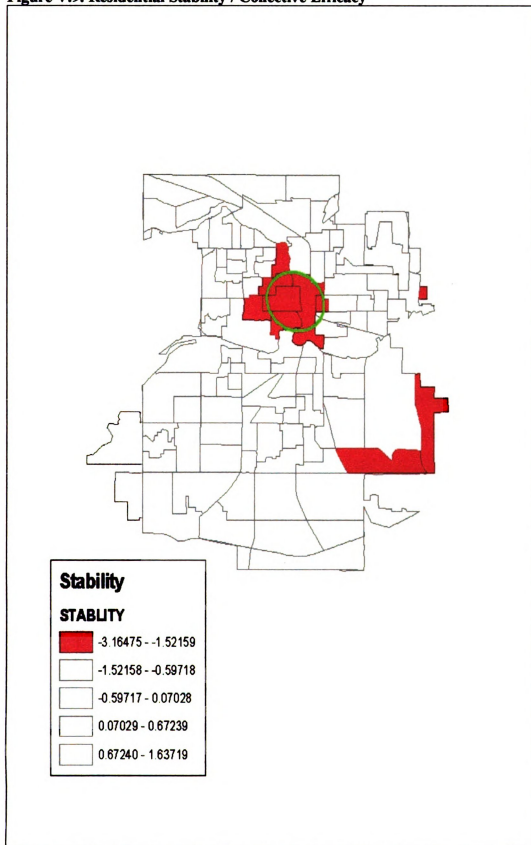 Figure V.9. Residential Stability / Collective Efficacy
Stability
STABLITY
-3.16475 - -1.52159
-1.52158 - -0.59718
-0.59717 - 0.07028
0.07029 - 0.67239
0.67240 - 1.63719